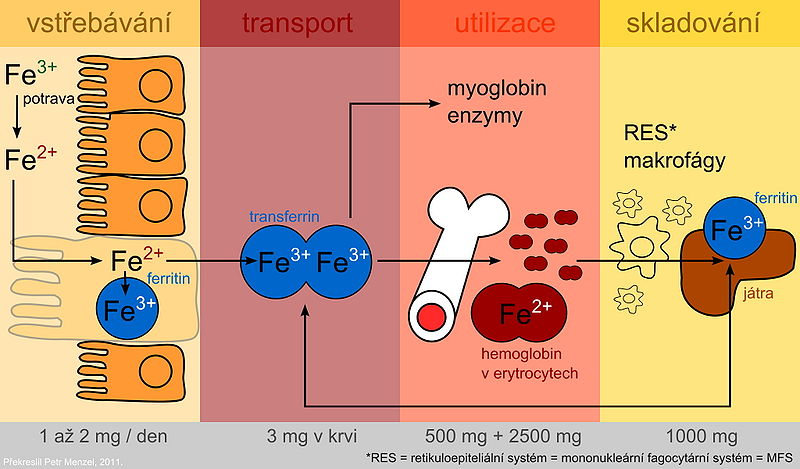 vstřebávání
transport
utilizace
skladování
Fe3+
potrava
Fe2+
Fe2+
ferritin
Fe3+
transferrin
Fe3+ Fe3+
myoglobin
enzymy
Fe2+
hemoglobin
v erytrocytech
RES*
makrofágy
ferritin
Fe3+
játra
1 až 2 mg / den
3 mg v krvi
500 mg + 2500 mg
1000 mg
*RES = retikuloepiteliální systém = mononukleární fagocytární systém = MFS
Překreslil Petr Menzel, 2011.